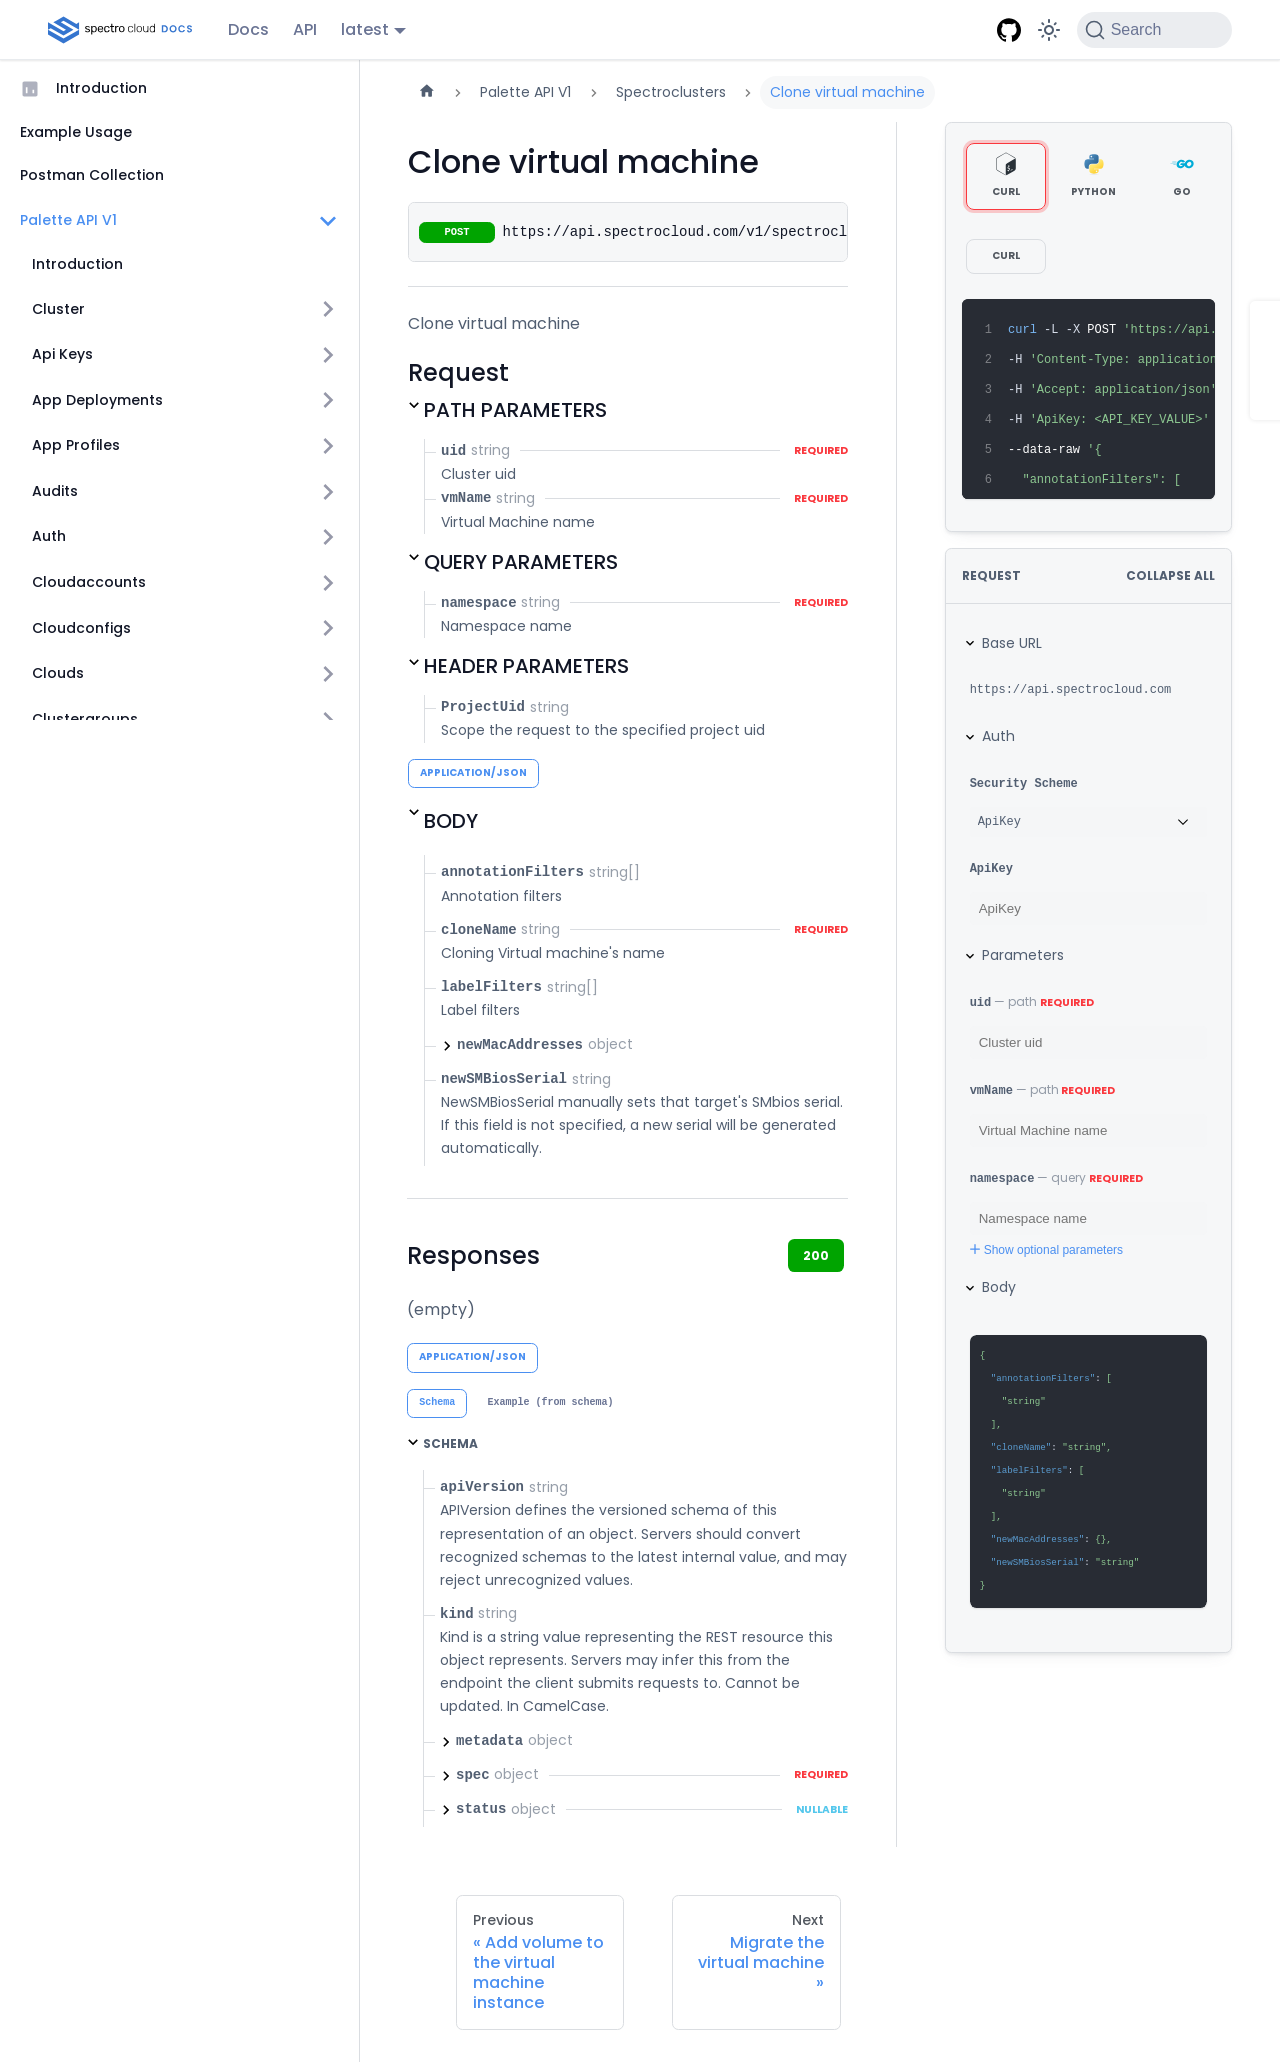 spectro cloud DOCS
Docs
API
latest
Search
Introduction
Example Usage
Postman Collection
Palette API V1
Introduction
Cluster
Api Keys
App Deployments
App Profiles
Audits
Auth
Cloudaccounts
Cloudconfigs
Clouds
Clustergroups
Palette API V1
Spectroclusters
Clone virtual machine
Clone virtual machine
POST https://api.spectrocloud.com/v1/spectrocl
Clone virtual machine
Request
PATH PARAMETERS
uid string REQUIRED
Cluster uid
vmName string REQUIRED
Virtual Machine name
QUERY PARAMETERS
namespace string REQUIRED
Namespace name
HEADER PARAMETERS
ProjectUid string
Scope the request to the specified project uid
APPLICATION/JSON
BODY
annotationFilters string[]
Annotation filters
cloneName string REQUIRED
Cloning Virtual machine's name
labelFilters string[]
Label filters
newMacAddresses object
newSMBiosSerial string
NewSMBiosSerial manually sets that target's SMbios serial.
If this field is not specified, a new serial will be generated
automatically.
Responses
200
(empty)
APPLICATION/JSON
Schema
Example (from schema)
SCHEMA
apiVersion string
APIVersion defines the versioned schema of this
representation of an object. Servers should convert
recognized schemas to the latest internal value, and may
reject unrecognized values.
kind string
Kind is a string value representing the REST resource this
object represents. Servers may infer this from the
endpoint the client submits requests to. Cannot be
updated. In CamelCase.
metadata object
spec object REQUIRED
status object NULLABLE
Previous
« Add volume to
the virtual
machine
instance
Next
Migrate the
virtual machine
»
CURL
PYTHON
GO
GO
CURL
1 curl -L -X POST 'https://api.
2 -H 'Content-Type: application
3 -H 'Accept: application/json'
4 -H 'ApiKey: <API_KEY_VALUE>'
5 --data-raw '{
6 "annotationFilters": [
REQUEST
COLLAPSE ALL
Base URL
https://api.spectrocloud.com
Auth
Security Scheme
ApiKey
ApiKey
ApiKey
Parameters
uid — path REQUIRED
Cluster uid
vmName — path REQUIRED
Virtual Machine name
namespace — query REQUIRED
Namespace name
Show optional parameters
Body
{
"annotationFilters": [
"string"
],
"cloneName": "string",
"labelFilters": [
"string"
],
"newMacAddresses": {},
"newSMBiosSerial": "string"
}